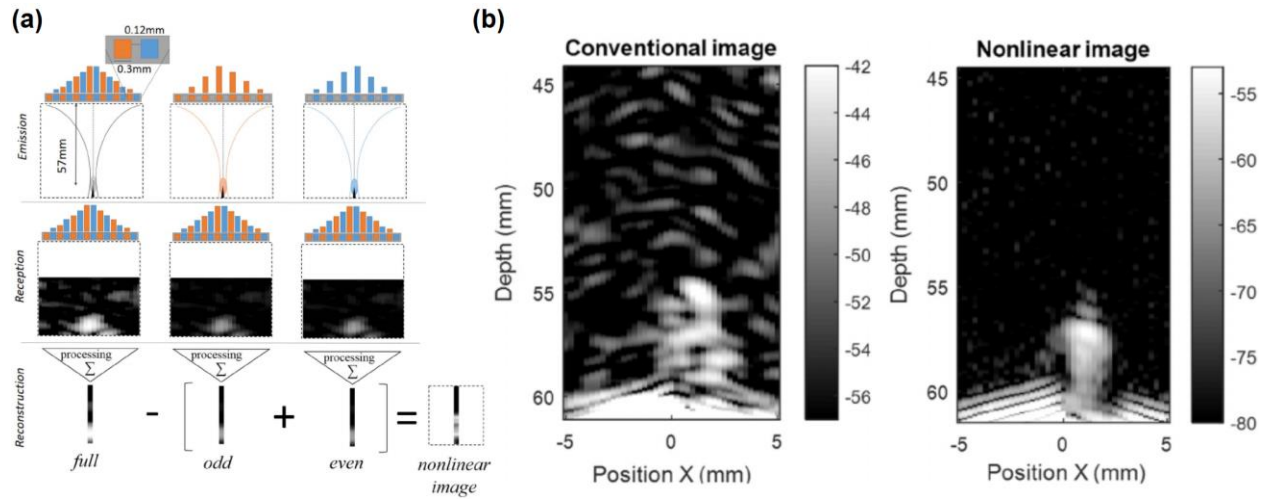 (a)
0.12mm
0.3mm
Emission
57mm
Reception
Reconstruction
processing
Σ
processing
Σ
processing
Σ
-
+
=
full
odd
even
nonlinear
image
(b)
Conventional image
45
50
55
60
-5
0
5
Depth (mm)
Position X (mm)
-42
-44
-46
-48
-50
-52
-54
-56
Nonlinear image
45
50
55
60
-5
0
5
Depth (mm)
Position X (mm)
-55
-60
-65
-70
-75
-80